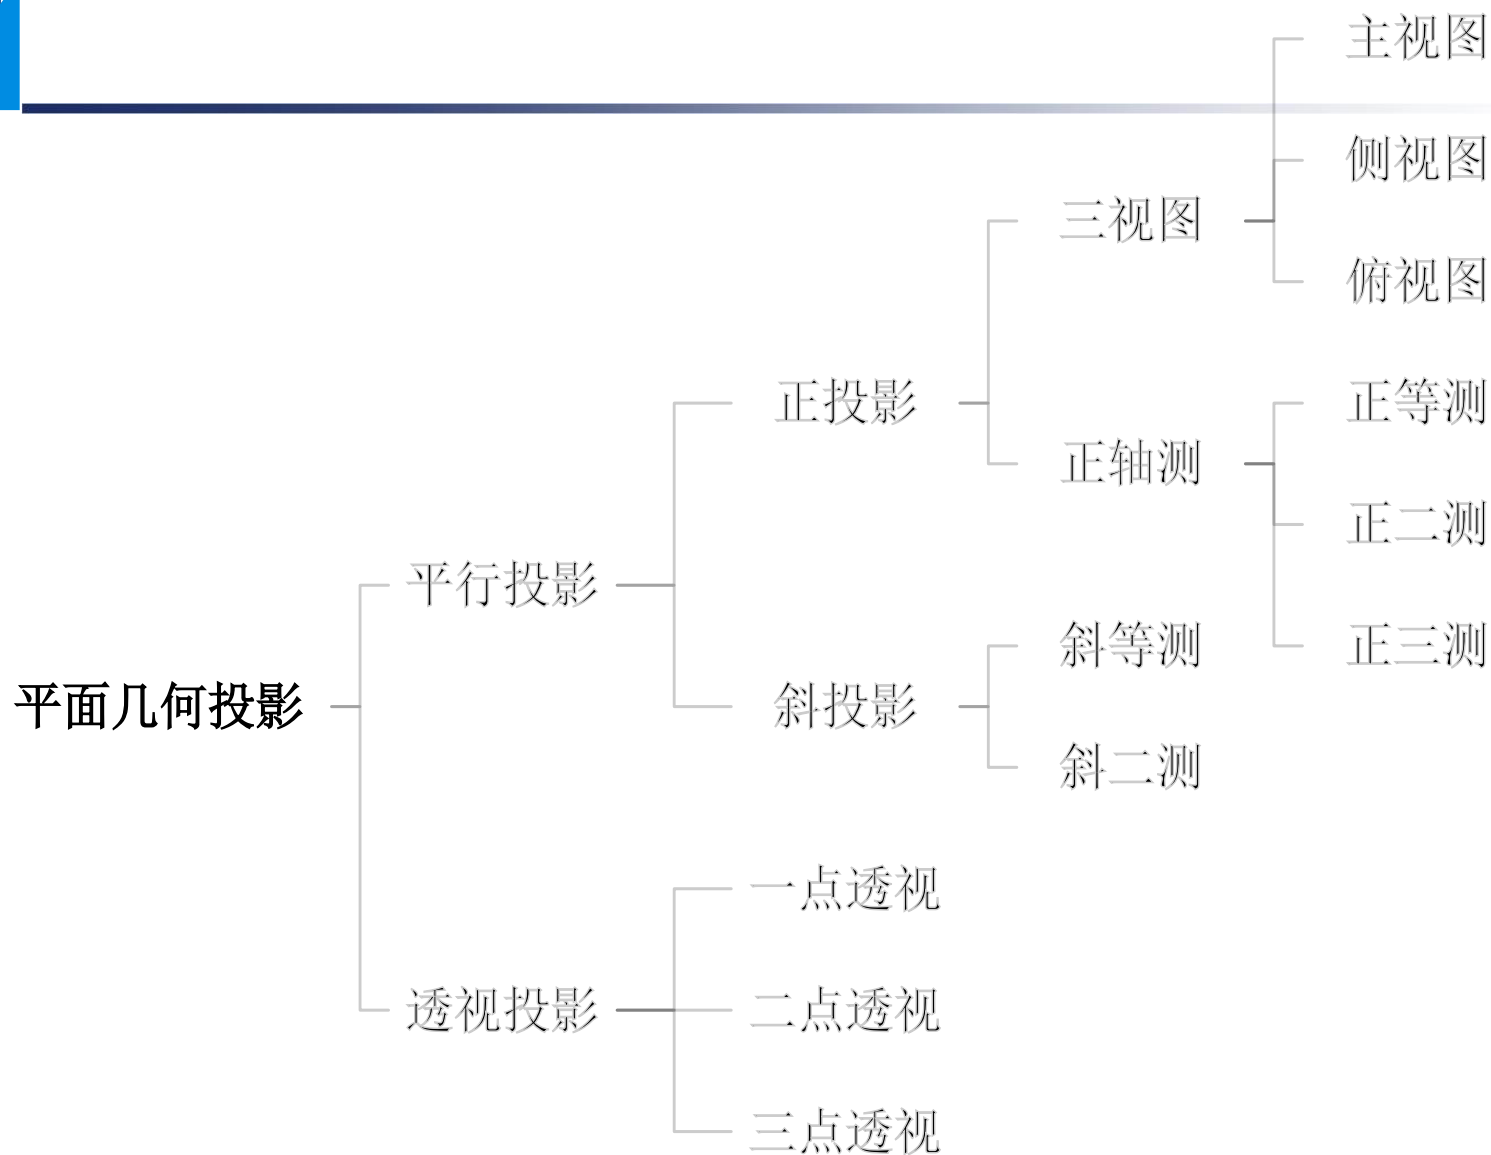 主视图
侧视图
三视图
俯视图
正投影
正等测
正轴测
正二测
平行投影
斜等测
正三测
平面几何投影
斜投影
斜二测
一点透视
透视投影
二点透视
三点透视